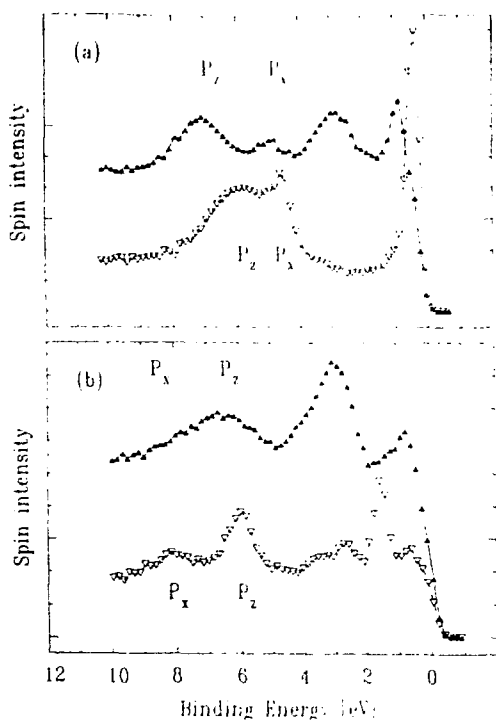 (a)
P_z P_x
Spin intensity
P_z P_x
(b)
P_x P_z
Spin intensity
P_x P_z
12 10 8 6 4 2 0
Binding Energy (eV)